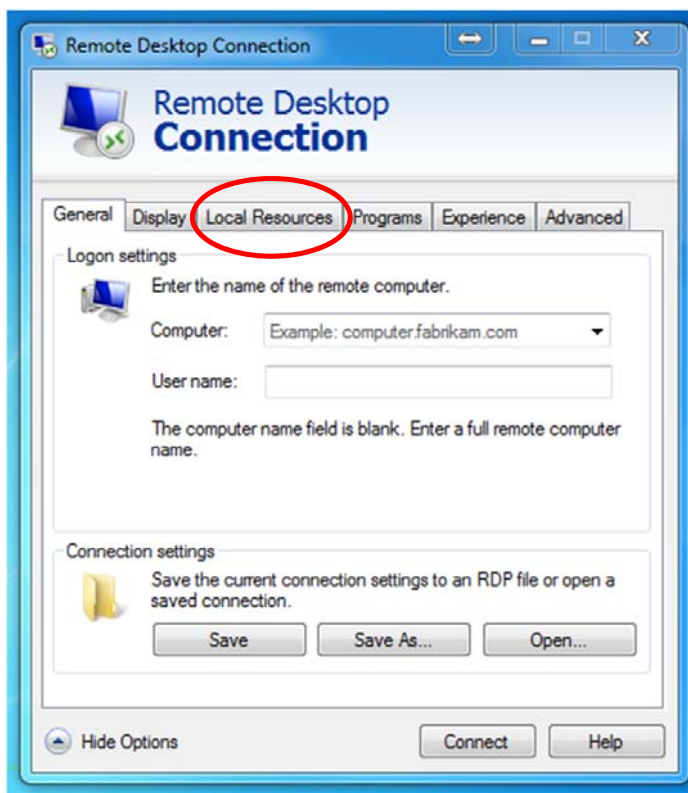 Remote Desktop Connection
Remote Desktop
Connection
General Display Local Resources Programs Experience Advanced
Logon settings
Enter the name of the remote computer.
Computer: Example: computer.fabrikam.com
User name:
The computer name field is blank. Enter a full remote computer
name.
Connection settings
Save the current connection settings to an RDP file or open a
saved connection.
Save Save As... Open...
Hide Options Connect Help